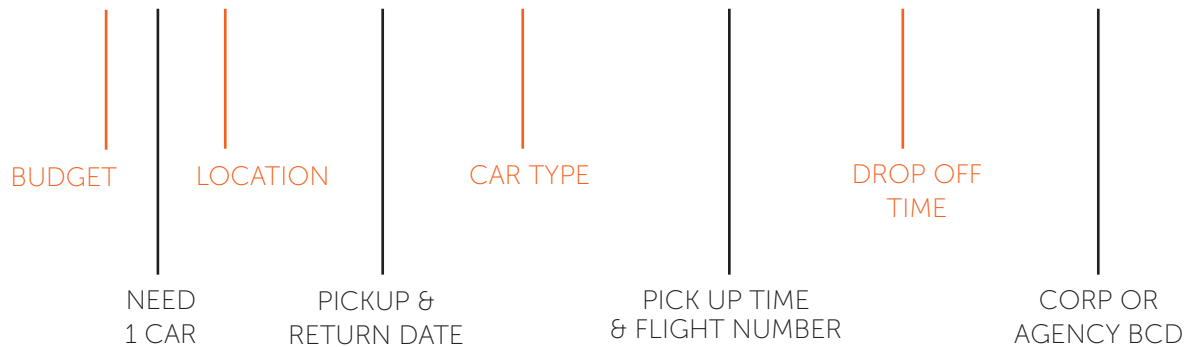 BUDGET
LOCATION
CAR TYPE
DROP OFF
TIME
NEED
1 CAR
PICKUP &
RETURN DATE
PICK UP TIME
& FLIGHT NUMBER
CORP OR
AGENCY BCD